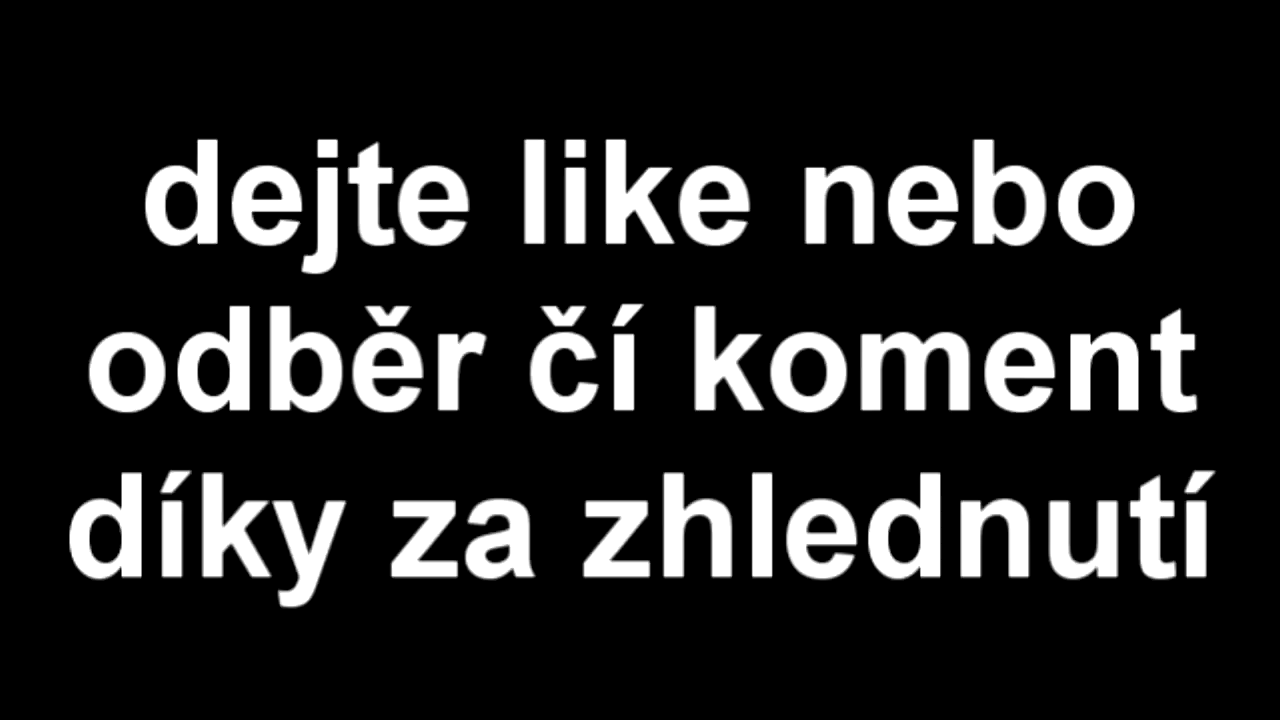 dejte like nebo
odběr čí koment
díky za zhlednutí